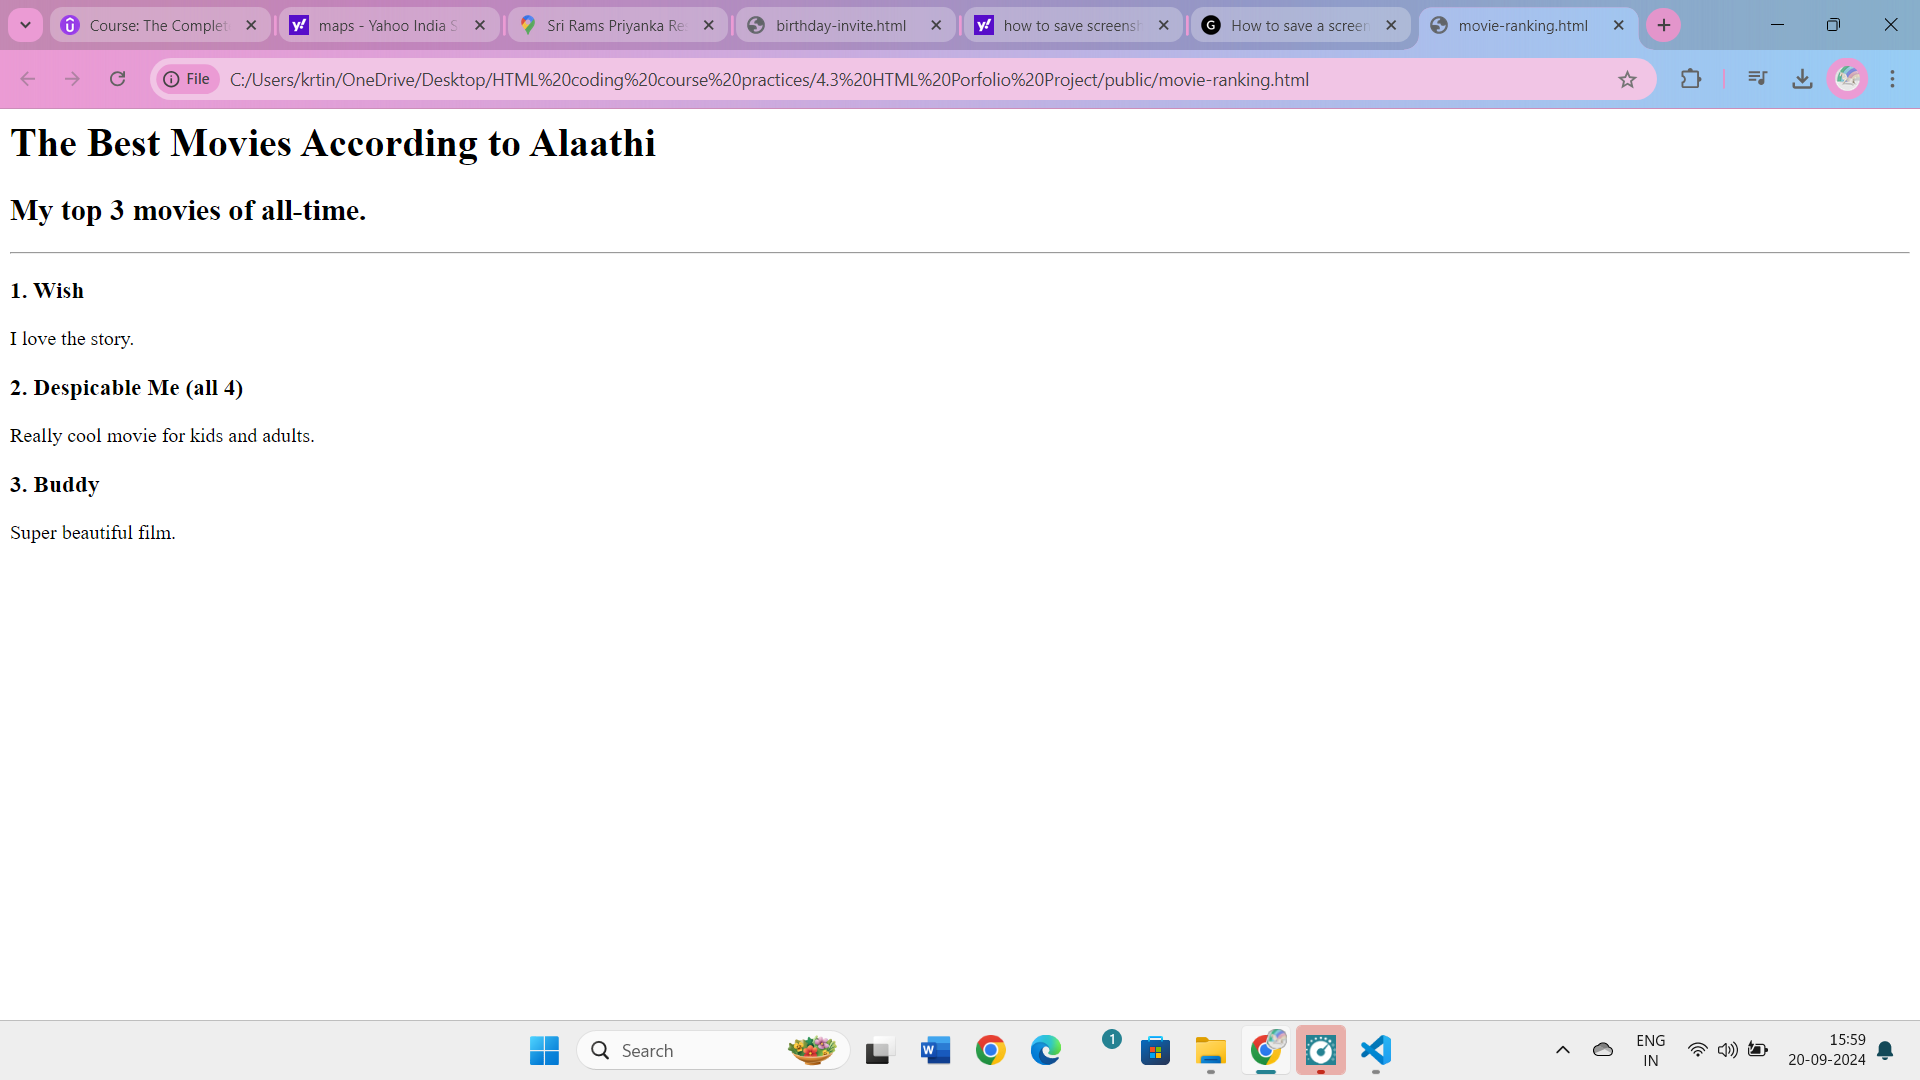 Course: The Complet
maps - Yahoo India S
Sri Rams Priyanka Re
birthday-invite.html
how to save screensh
G
How to save a screen
movie-ranking.html
File
C:/Users/krtin/OneDrive/Desktop/HTML%20coding%20course%20practices/4.3%20HTML%20Porfolio%20Project/public/movie-ranking.html
The Best Movies According to Alaathi
My top 3 movies of all-time.
1. Wish
I love the story.
2. Despicable Me (all 4)
Really cool movie for kids and adults.
3. Buddy
Super beautiful film.
Search
W
1
ENG
IN
15:59
20-09-2024